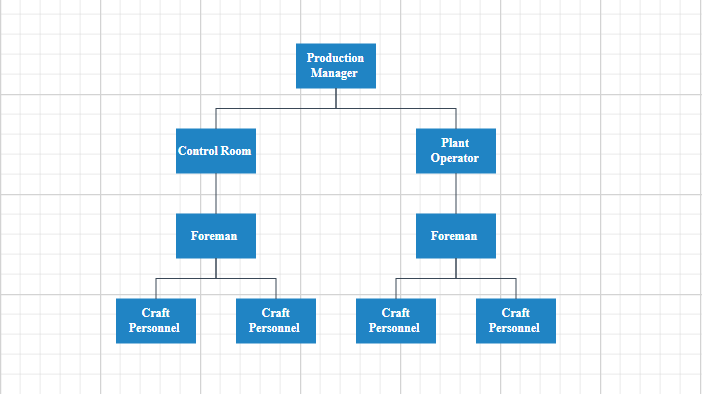 Production
Manager
Control Room
Plant
Operator
Foreman
Foreman
Craft
Personnel
Craft
Personnel
Craft
Personnel
Craft
Personnel